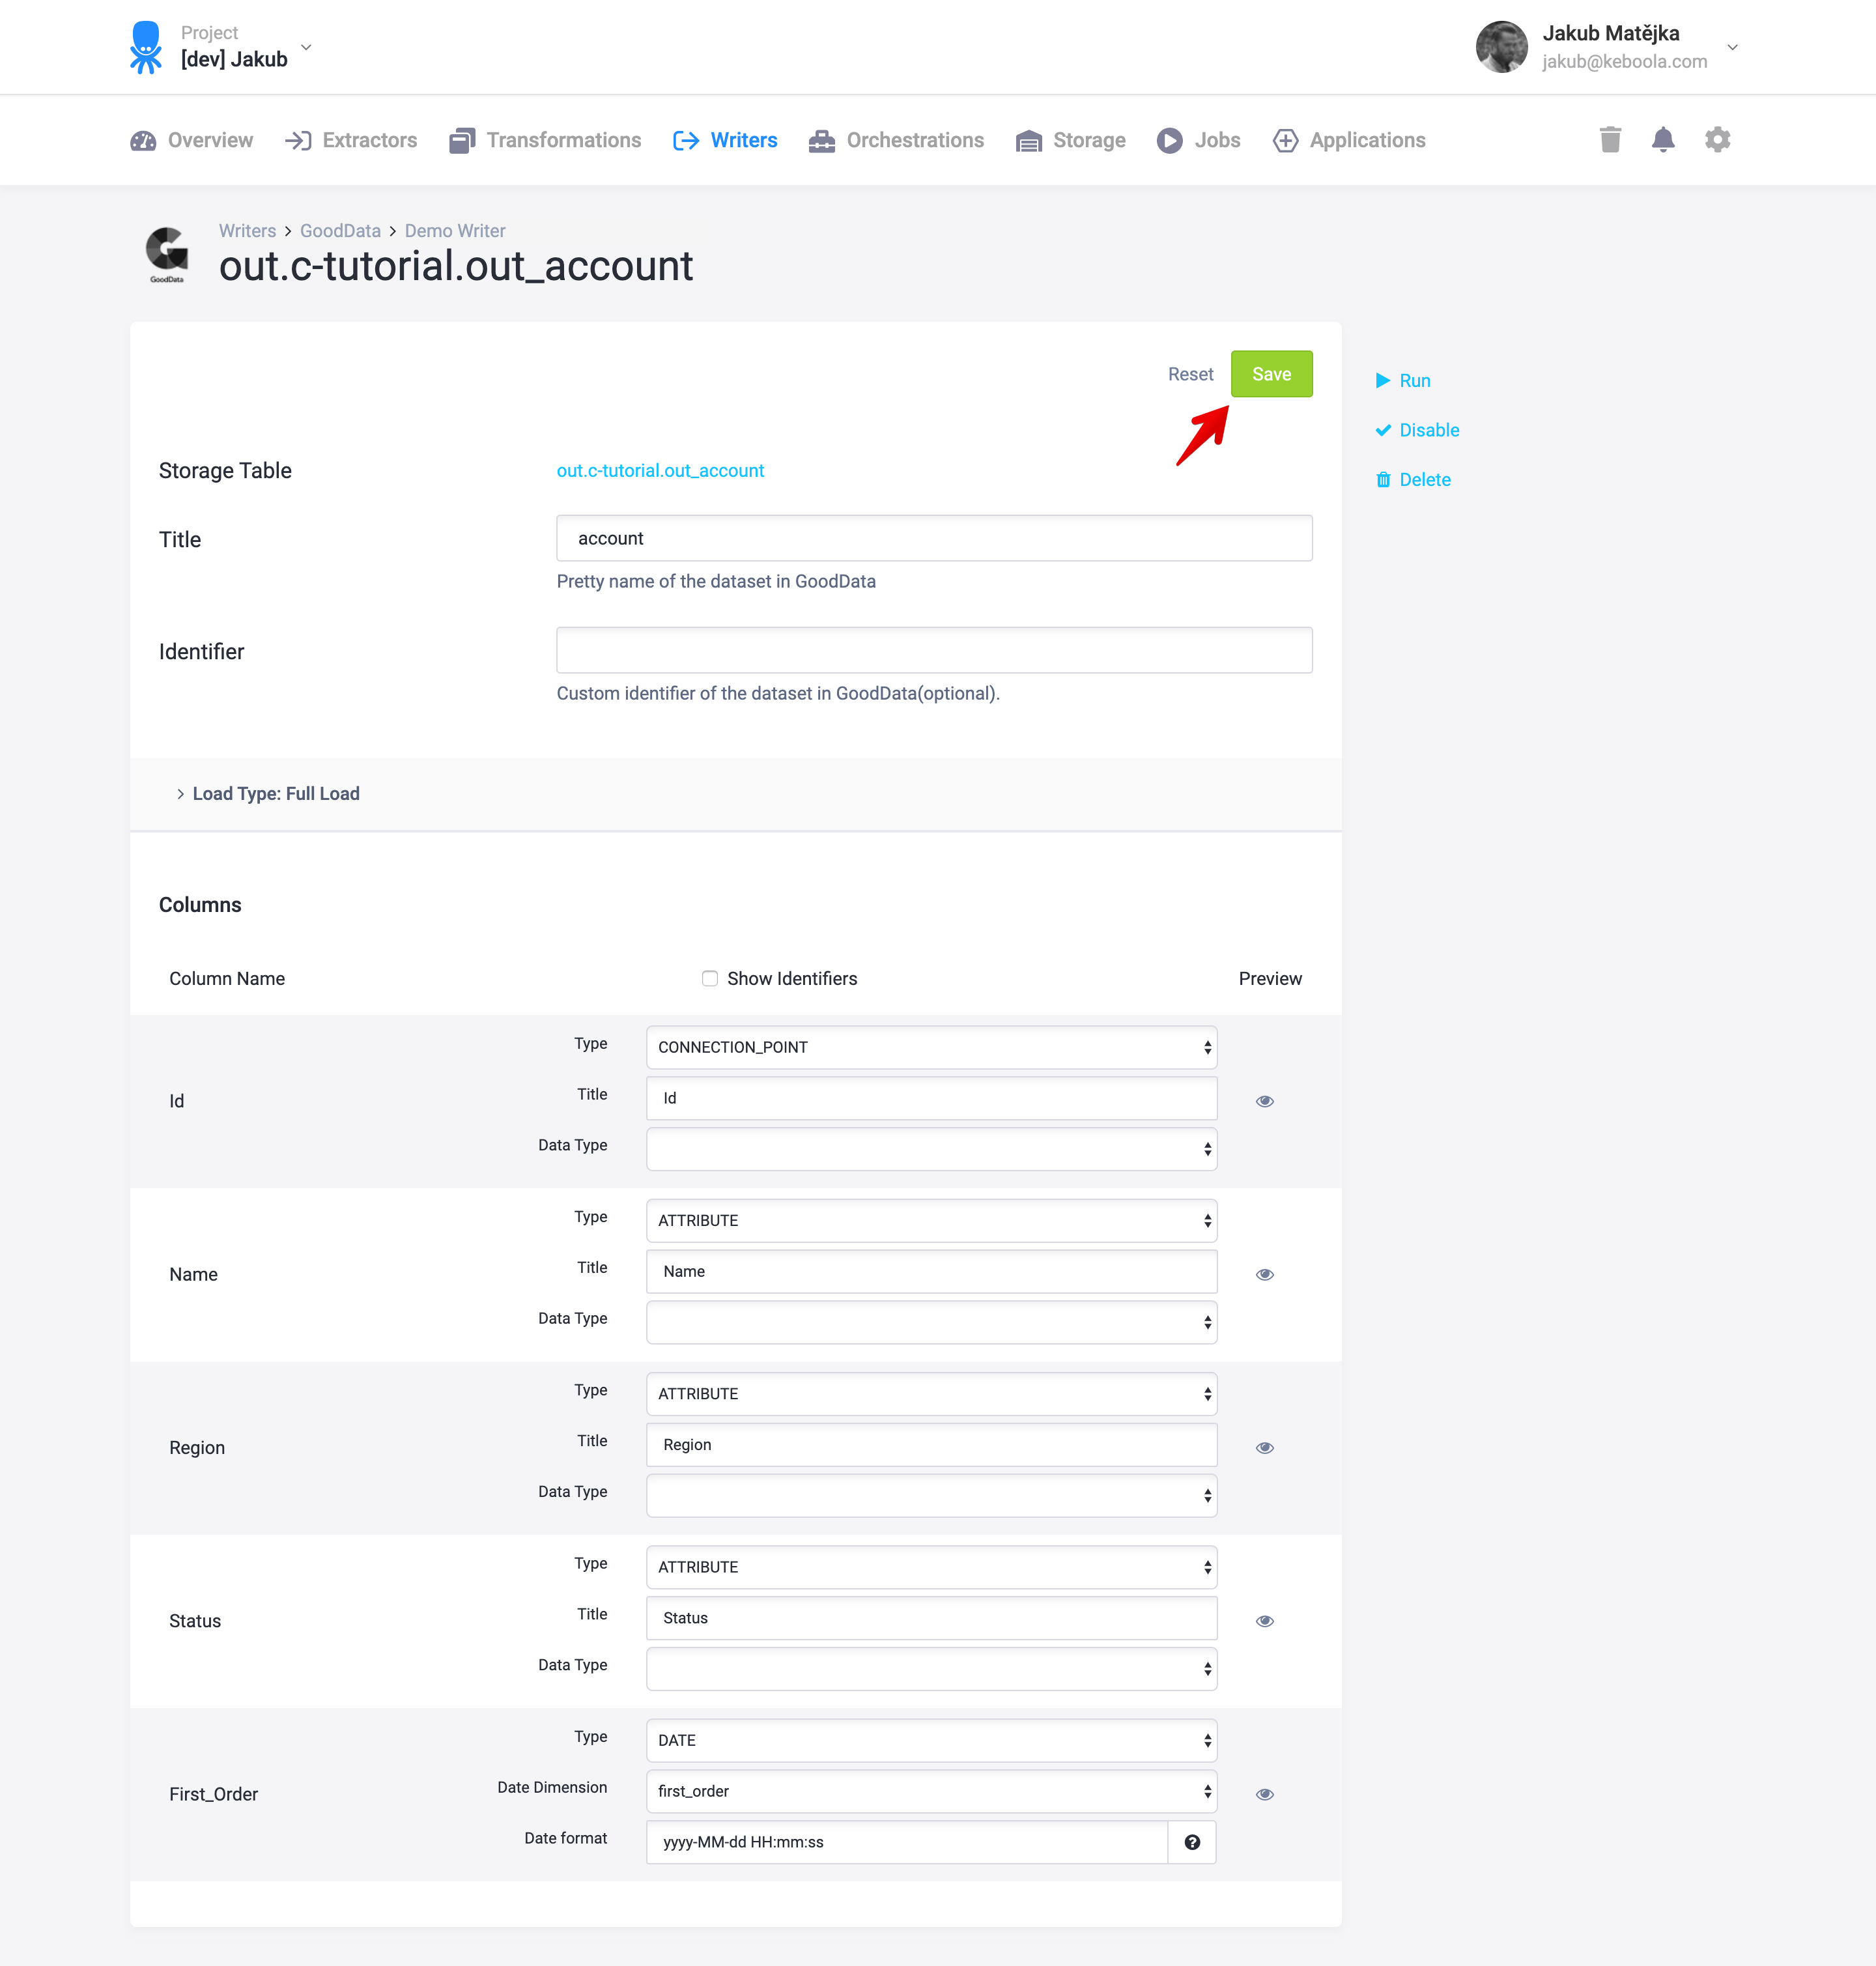 Project
[dev] Jakub
Jakub Matějka
jakub@keboola.com
Overview
Extractors
Transformations
Writers
Orchestrations
Storage
Jobs
Applications
GoodData
Writers > GoodData > Demo Writer
out.c-tutorial.out_account
Reset
Save
Run
Disable
Delete
Storage Table
out.c-tutorial.out_account
Title
account
Pretty name of the dataset in GoodData
Identifier
Custom identifier of the dataset in GoodData(optional).
Load Type: Full Load
Columns
Column Name
Show Identifiers
Preview
Id
Type
CONNECTION_POINT
Title
Id
Data Type
Name
Type
ATTRIBUTE
Title
Name
Data Type
Region
Type
ATTRIBUTE
Title
Region
Data Type
Status
Type
ATTRIBUTE
Title
Status
Data Type
First_Order
Type
DATE
Date Dimension
first_order
Date format
yyyy-MM-dd HH:mm:ss